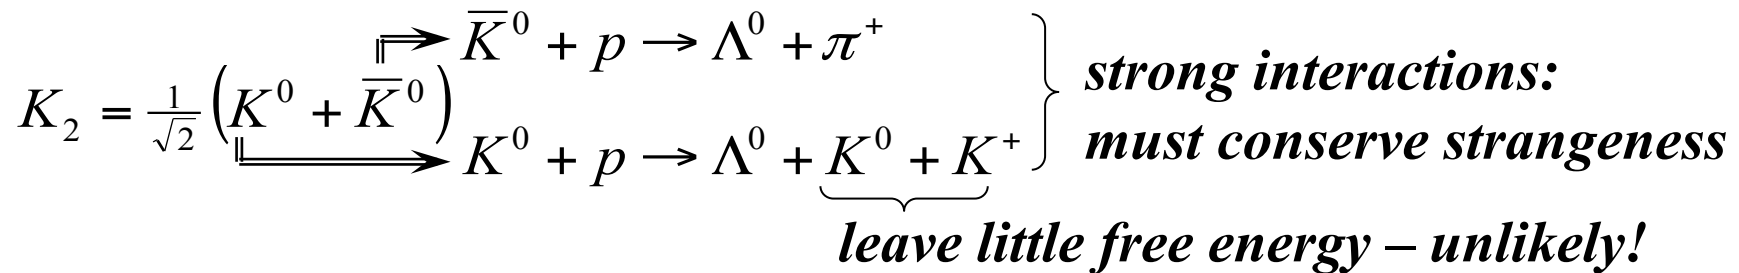 K̅⁰ + p → Λ⁰ + π⁺
strong interactions:
K₂ = 1/√2 (K⁰ + K̅⁰)
must conserve strangeness
K⁰ + p → Λ⁰ + K⁰ + K⁺
leave little free energy – unlikely!